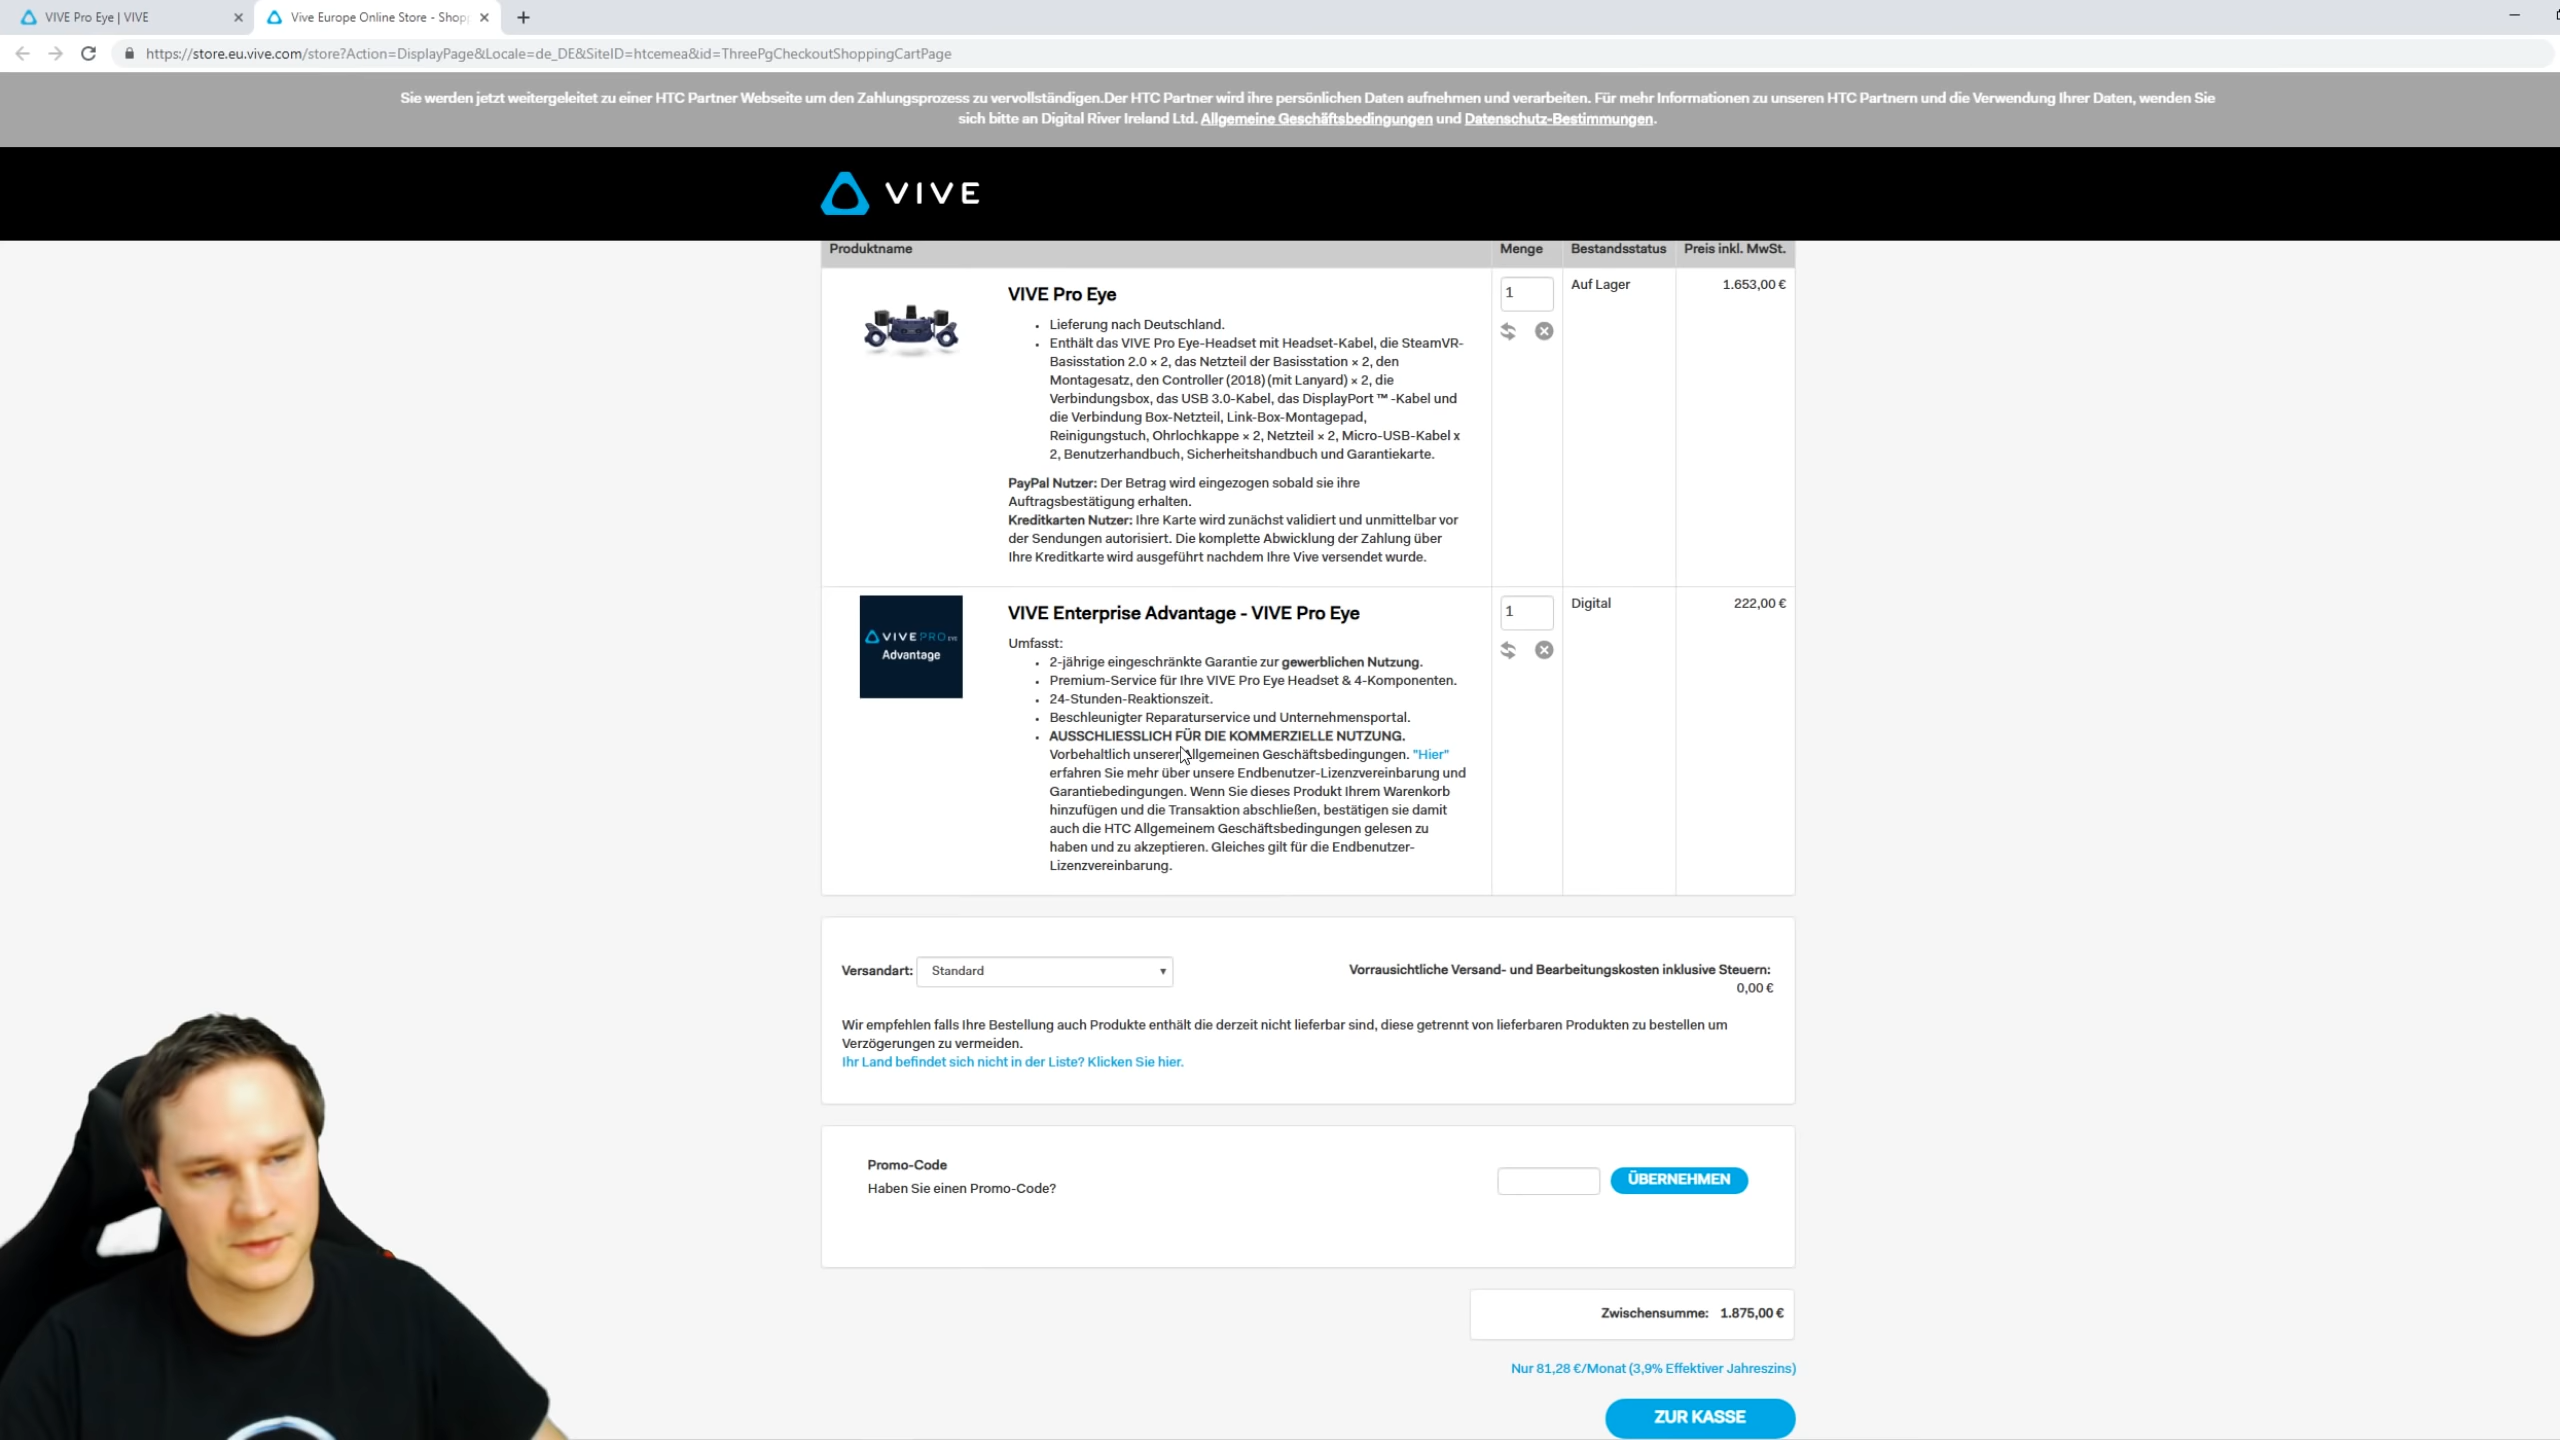 VIVE Pro Eye | VIVE
Vive Europe Online Store - Shopp
https://store.eu.vive.com/store?Action=DisplayPage&Locale=de_DE&SiteID=htcemea&id=ThreePgCheckoutShoppingCartPage
Sie werden jetzt weitergeleitet zu einer HTC Partner Webseite um den Zahlungsprozess zu vervollständigen.Der HTC Partner wird ihre persönlichen Daten aufnehmen und verarbeiten. Für mehr Informationen zu unseren HTC Partnern und die Verwendung Ihrer Daten, wenden Sie
sich bitte an Digital River Ireland Ltd. Allgemeine Geschäftsbedingungen und Datenschutz-Bestimmungen.
VIVE
Produktname Menge Bestandsstatus Preis inkl. MwSt.
VIVE Pro Eye 1 Auf Lager 1.653,00 €
• Lieferung nach Deutschland.
• Enthält das VIVE Pro Eye-Headset mit Headset-Kabel, die SteamVR-
Basisstation 2.0 × 2, das Netzteil der Basisstation × 2, den
Montagesatz, den Controller (2018) (mit Lanyard) × 2, die
Verbindungsbox, das USB 3.0-Kabel, das DisplayPort ™ -Kabel und
die Verbindung Box-Netzteil, Link-Box-Montagepad,
Reinigungstuch, Ohrlochkappe × 2, Netzteil × 2, Micro-USB-Kabel x
2, Benutzerhandbuch, Sicherheitshandbuch und Garantiekarte.
PayPal Nutzer: Der Betrag wird eingezogen sobald sie ihre
Auftragsbestätigung erhalten.
Kreditkarten Nutzer: Ihre Karte wird zunächst validiert und unmittelbar vor
der Sendungen autorisiert. Die komplette Abwicklung der Zahlung über
Ihre Kreditkarte wird ausgeführt nachdem Ihre Vive versendet wurde.
VIVE PRO EYE
Advantage
VIVE Enterprise Advantage - VIVE Pro Eye 1 Digital 222,00 €
Umfasst:
• 2-jährige eingeschränkte Garantie zur gewerblichen Nutzung.
• Premium-Service für Ihre VIVE Pro Eye Headset & 4-Komponenten.
• 24-Stunden-Reaktionszeit.
• Beschleunigter Reparaturservice und Unternehmensportal.
• AUSSCHLIESSLICH FÜR DIE KOMMERZIELLE NUTZUNG.
Vorbehaltlich unserer Allgemeinen Geschäftsbedingungen. "Hier"
erfahren Sie mehr über unsere Endbenutzer-Lizenzvereinbarung und
Garantiebedingungen. Wenn Sie dieses Produkt Ihrem Warenkorb
hinzufügen und die Transaktion abschließen, bestätigen sie damit
auch die HTC Allgemeinem Geschäftsbedingungen gelesen zu
haben und zu akzeptieren. Gleiches gilt für die Endbenutzer-
Lizenzvereinbarung.
Versandart: Standard Vorrausichtliche Versand- und Bearbeitungskosten inklusive Steuern:
0,00 €
Wir empfehlen falls Ihre Bestellung auch Produkte enthält die derzeit nicht lieferbar sind, diese getrennt von lieferbaren Produkten zu bestellen um
Verzögerungen zu vermeiden.
Ihr Land befindet sich nicht in der Liste? Klicken Sie hier.
Promo-Code
Haben Sie einen Promo-Code?
ÜBERNEHMEN
Zwischensumme: 1.875,00 €
Nur 81,28 €/Monat (3,9% Effektiver Jahreszins)
ZUR KASSE